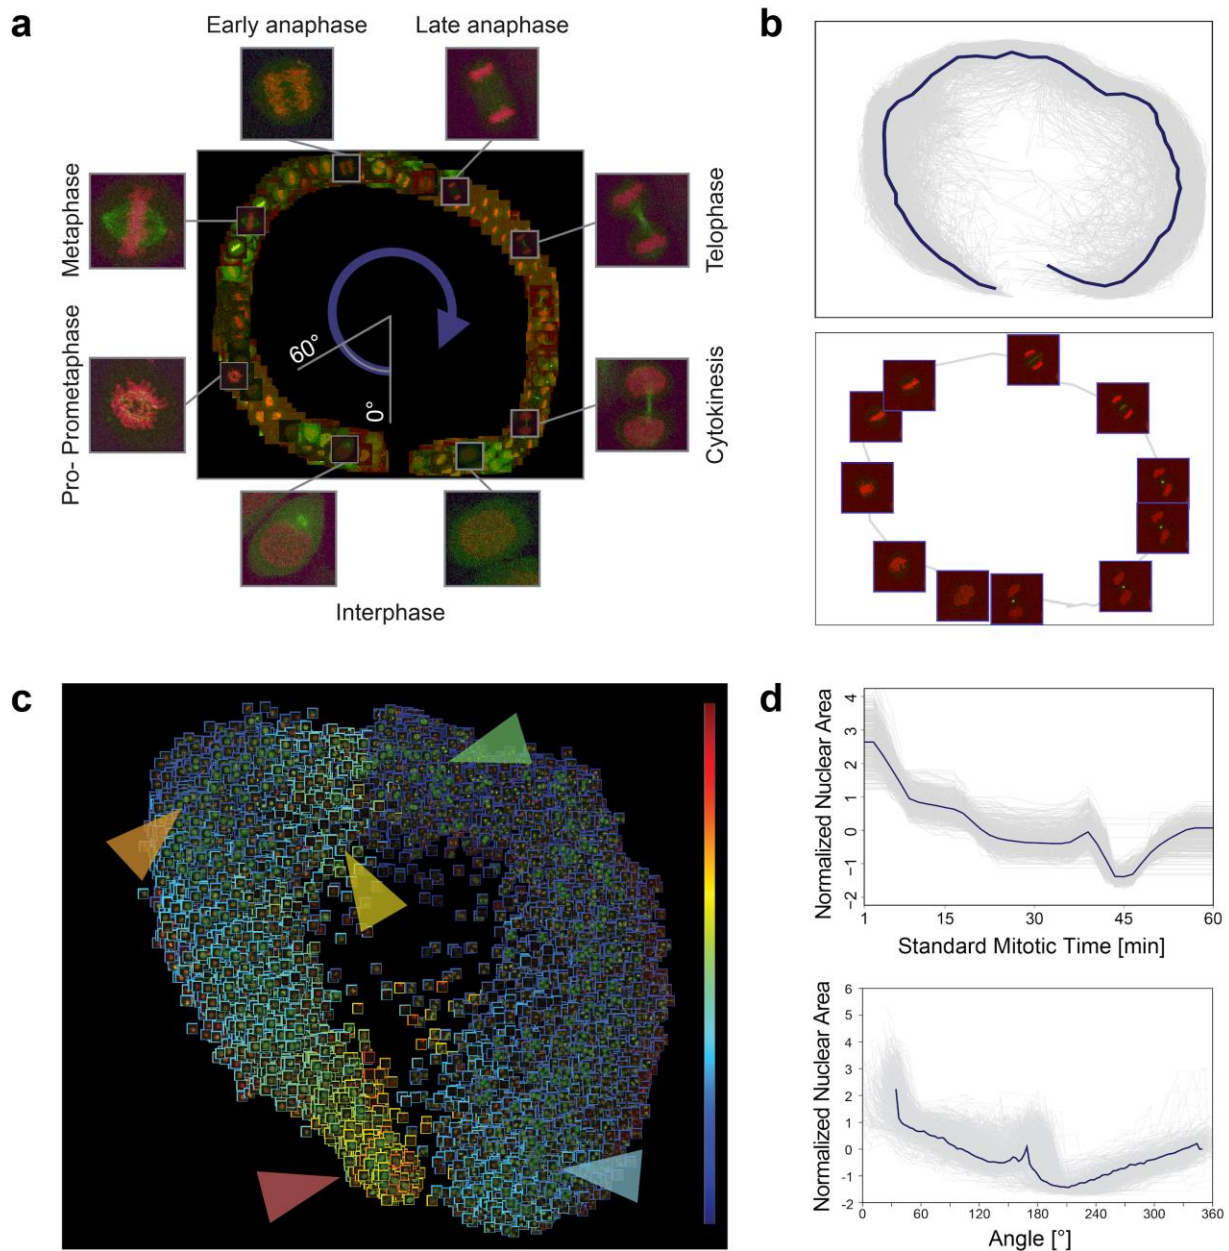 a
Early anaphase
Late anaphase
Metaphase
Telophase
Pro- Prometaphase
60°
0°
Cytokinesis
Interphase
b
c
d
Normalized Nuclear Area
4
3
2
1
0
−1
−2
1
15
30
45
60
Standard Mitotic Time [min]
Normalized Nuclear Area
6
5
4
3
2
1
0
-1
-2
0
60
120
180
240
300
360
Angle [°]